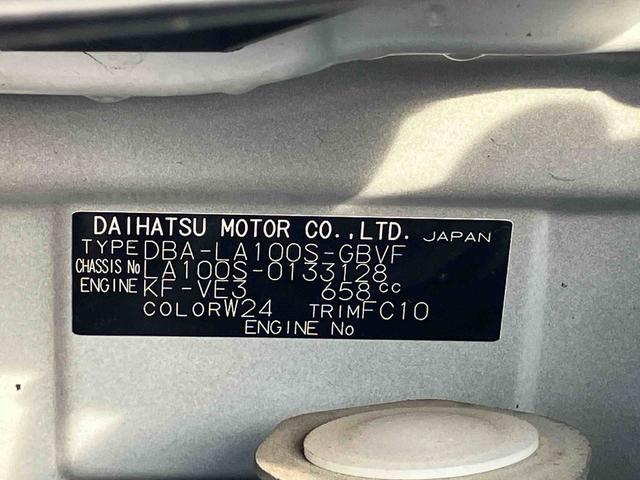 DAIHATSU MOTOR CO.,LTD. JAPAN
TYPE DBA-LA100S-GBVF
CHASSIS No LA100S-0133128
ENGINE KF-VE3 658cc
COLOR W24 TRIM FC10
ENGINE No